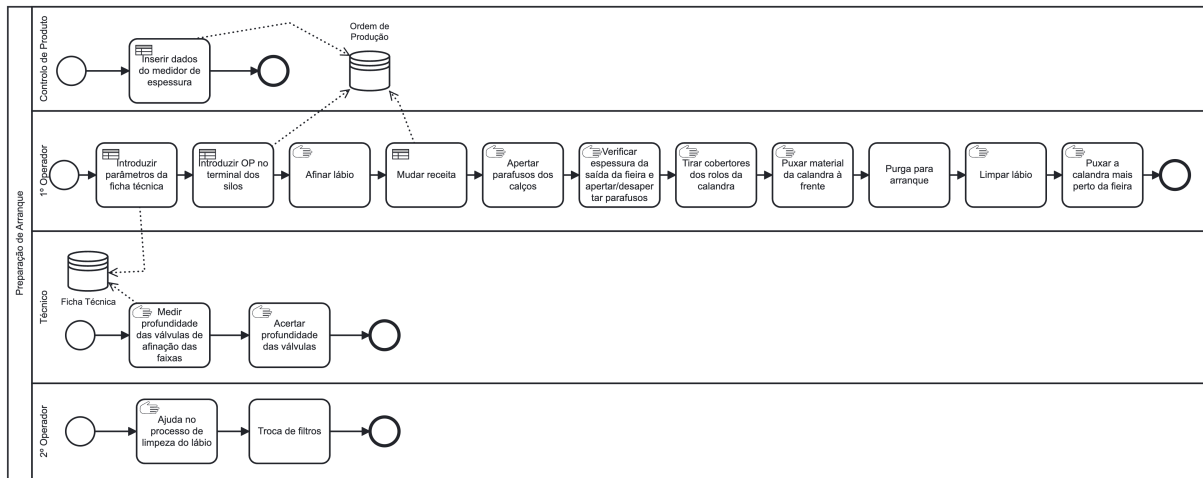 Preparação de Arranque
Controlo de Produto
Inserir dados
do medidor de
espessura
Ordem de
Produção
1º Operador
Introduzir
parâmetros da
ficha técnica
Introduzir OP no
terminal dos
silos
Afinar lábio
Mudar receita
Apertar
parafusos dos
calços
Verificar
espessura da
saída da fieira e
apertar/desaper
tar parafusos
Tirar cobertores
dos rolos da
calandra
Puxar material
da calandra à
frente
Purga para
arranque
Limpar lábio
Puxar a
calandra mais
perto da fieira
Técnico
Ficha Técnica
Medir
profundidade
das válvulas de
afinação das
faixas
Acertar
profundidade
das válvulas
2º Operador
Ajuda no
processo de
limpeza do lábio
Troca de filtros